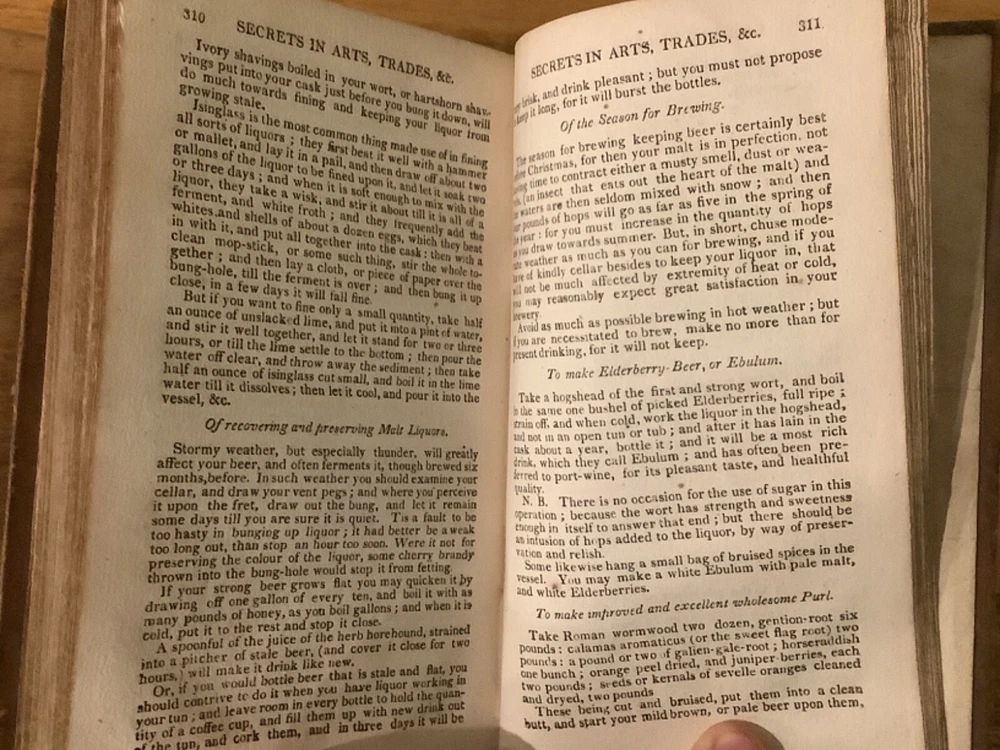 310
SECRETS IN ARTS, TRADES, &c.
Ivory shavings boiled in your wort, or hartshorn shav-
vings put into your cask just before you bung it down, will
do much towards fining and keeping your liquor from
growing stale.
Isinglass is the most common thing made use of in fining
all sorts of liquors ; they first beat it well with a hammer
or mallet, and lay it in a pail, and then draw off about two
gallons of the liquor to be fined upon it, and let it soak two
or three days ; and when it is soft enough to mix with the
liquor, they take a wisk, and stir it about till it is all of a
ferment, and white froth ; and they frequently add the
whites and shells of about a dozen eggs, which they beat
in with it, and put all together into the cask : then with a
clean mop-stick, or some such thing, stir the whole to-
gether ; and then lay a cloth, or piece of paper over the
bung-hole, till the ferment is over ; and then bung it up
close, in a few days it will fall fine.
But if you want to fine only a small quantity, take half
an ounce of unslacked lime, and put it into a pint of water,
and stir it well together, and let it stand for two or three
hours, or till the lime settle to the bottom ; then pour the
water off clear, and throw away the sediment ; then take
half an ounce of isinglass cut small, and boil it in the lime
water till it dissolves ; then let it cool, and pour it into the
vessel, &c.
Of recovering and preserving Malt Liquors.
Stormy weather, but especially thunder, will greatly
affect your beer, and often ferments it, though brewed six
months before. In such weather you should examine your
cellar, and draw your vent pegs ; and where you perceive
it upon the fret, draw out the bung, and let it remain
some days till you are sure it is quiet. Tis a fault to be
too hasty in bunging up liquor ; it had better be a weak
too long out, than stop an hour too soon. Were it not for
preserving the colour of the liquor, some cherry brandy
thrown into the bung-hole would stop it from fretting.
If your strong beer grows flat you may quicken it by
drawing off one gallon of every ten, and boil it with as
many pounds of honey, as you boil gallons ; and when it is
cold, put it to the rest and stop it close.
A spoonful of the juice of the herb horehound, strained
into a pitcher of stale beer, (and cover it close for two
hours,) will make it drink like new.
Or, if you would bottle beer that is stale and flat, you
should contrive to do it when you have liquor working in
your tun ; and leave room in every bottle to hold the quan-
tity of a coffee cup, and fill them up with new drink out
of the tun, and cork them, and in three days it will be
SECRETS IN ARTS, TRADES, &c.
311
brisk, and drink pleasant ; but you must not propose
keep it long, for it will burst the bottles.
Of the Season for Brewing.
The season for brewing keeping beer is certainly best
Christmas, for then your malt is in perfection, not
time to contract either a musty smell, dust or wea-
(an insect that eats out the heart of the malt) and
waters are then seldom mixed with snow ; and then
pounds of hops will go as far as five in the spring of
year : for you must increase in the quantity of hops
you draw towards summer. But, in short, chuse mode-
weather as much as you can for brewing, and if you
of kindly cellar besides to keep your liquor in, that
not be much affected by extremity of heat or cold,
may reasonably expect great satisfaction in your
brewery.
Avoid as much as possible brewing in hot weather ; but
if you are necessitated to brew, make no more than for
present drinking, for it will not keep.
To make Elderberry-Beer, or Ebulum.
Take a hogshead of the first and strong wort, and boil
in the same one bushel of picked Elderberries, full ripe ;
strain off, and when cold, work the liquor in the hogshead,
and not in an open tun or tub ; and after it has lain in the
cask about a year, bottle it ; and it will be a most rich
drink, which they call Ebulum ; and has often been pre-
ferred to port-wine, for its pleasant taste, and healthful
quality.
N. B. There is no occasion for the use of sugar in this
operation ; because the wort has strength and sweetness
enough in itself to answer that end ; but there should be
an infusion of hops added to the liquor, by way of preser-
vation and relish.
Some likewise hang a small bag of bruised spices in the
vessel. You may make a white Ebulum with pale malt,
and white Elderberries.
To make improved and excellent wholesome Purl.
Take Roman wormwood two dozen, gention-root six
pounds : calamas aromaticus (or the sweet flag root) two
pounds : a pound or two of galien-gale-root ; horseraddish
one bunch ; orange peel dried, and juniper-berries, each
two pounds ; seeds or kernals of sevelle oranges cleaned
and dryed, two pounds
These being cut and bruised, put them into a clean
butt, and start your mild brown, or pale beer upon them,